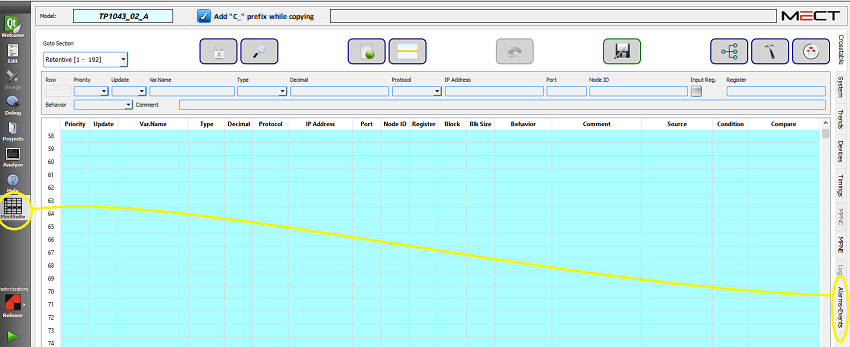 Qt
Welcome
Edit
Design
Debug
Projects
Analyze
Help
MectSuite
Release
Model:
TP1043_02_A
Add "C_" prefix while copying
MECT
Goto Section
Retentive [1 - 192]
Row
Priority
Update
Var.Name
Type
Decimal
Protocol
IP Address
Port
Node ID
Input Reg.
Register
Behavior
Comment
Priority Update Var.Name Type Decimal Protocol IP Address Port Node ID Register Block Blk Size Behavior Comment Source Condition Compare
58
59
60
61
62
63
64
65
66
67
68
69
70
71
72
73
74
Crosstable
System
Trends
Devices
Timings
MPNC
MPNE
Log
Alarms-Events